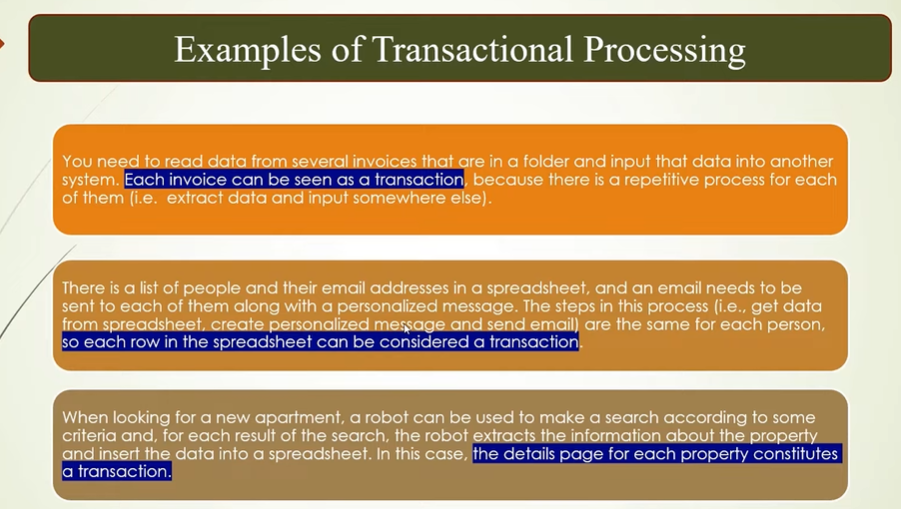 Examples of Transactional Processing
You need to read data from several invoices that are in a folder and input that data into another
system. Each invoice can be seen as a transaction, because there is a repetitive process for each
of them (i.e. extract data and input somewhere else).
There is a list of people and their email addresses in a spreadsheet, and an email needs to be
sent to each of them along with a personalized message. The steps in this process (i.e., get data
from spreadsheet, create personalized message and send email) are the same for each person,
so each row in the spreadsheet can be considered a transaction.
When looking for a new apartment, a robot can be used to make a search according to some
criteria and, for each result of the search, the robot extracts the information about the property
and insert the data into a spreadsheet. In this case, the details page for each property constitutes
a transaction.